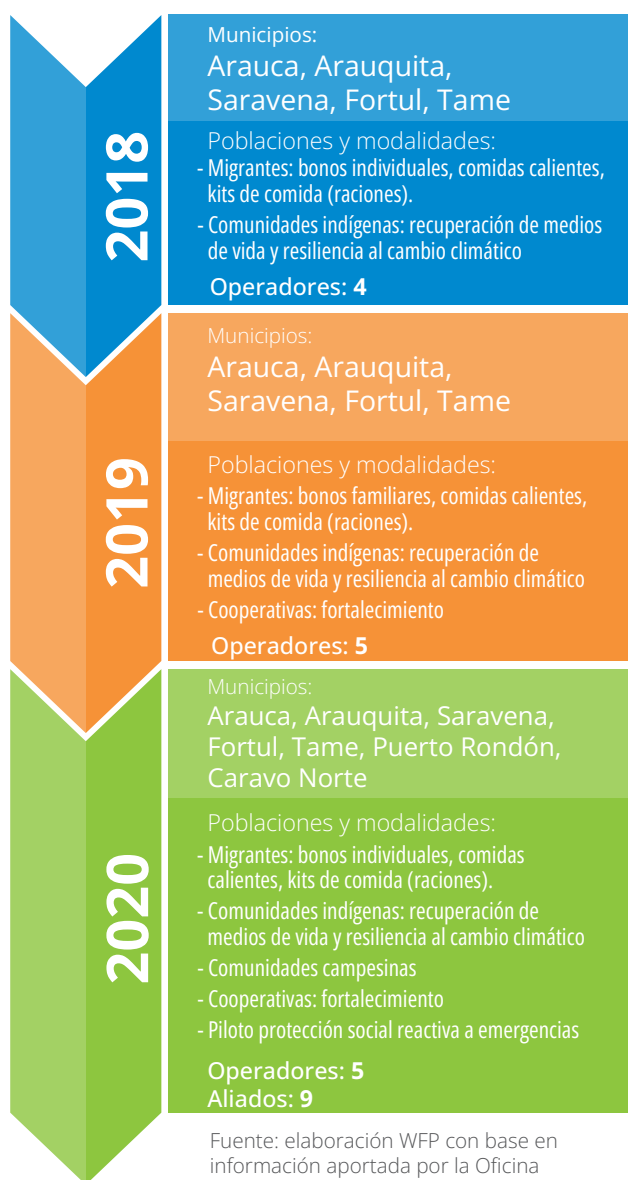 2018
Municipios:
Arauca, Arauquita,
Saravena, Fortul, Tame
Poblaciones y modalidades:
- Migrantes: bonos individuales, comidas calientes,
kits de comida (raciones).
- Comunidades indígenas: recuperación de medios
de vida y resiliencia al cambio climático
Operadores: 4
2019
Municipios:
Arauca, Arauquita,
Saravena, Fortul, Tame
Poblaciones y modalidades:
- Migrantes: bonos familiares, comidas calientes,
kits de comida (raciones).
- Comunidades indígenas: recuperación de
medios de vida y resiliencia al cambio climático
- Cooperativas: fortalecimiento
Operadores: 5
2020
Municipios:
Arauca, Arauquita, Saravena,
Fortul, Tame, Puerto Rondón,
Caravo Norte
Poblaciones y modalidades:
- Migrantes: bonos individuales, comidas
calientes, kits de comida (raciones).
- Comunidades indígenas: recuperación de
medios de vida y resiliencia al cambio climático
- Comunidades campesinas
- Cooperativas: fortalecimiento
- Piloto protección social reactiva a emergencias
Operadores: 5
Aliados: 9
Fuente: elaboración WFP con base en
información aportada por la Oficina